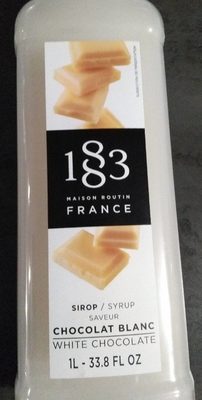 1883
MAISON ROUTIN
FRANCE
SIROP / SYRUP
SAVEUR
CHOCOLAT BLANC
WHITE CHOCOLATE
1L - 33.8 FL OZ